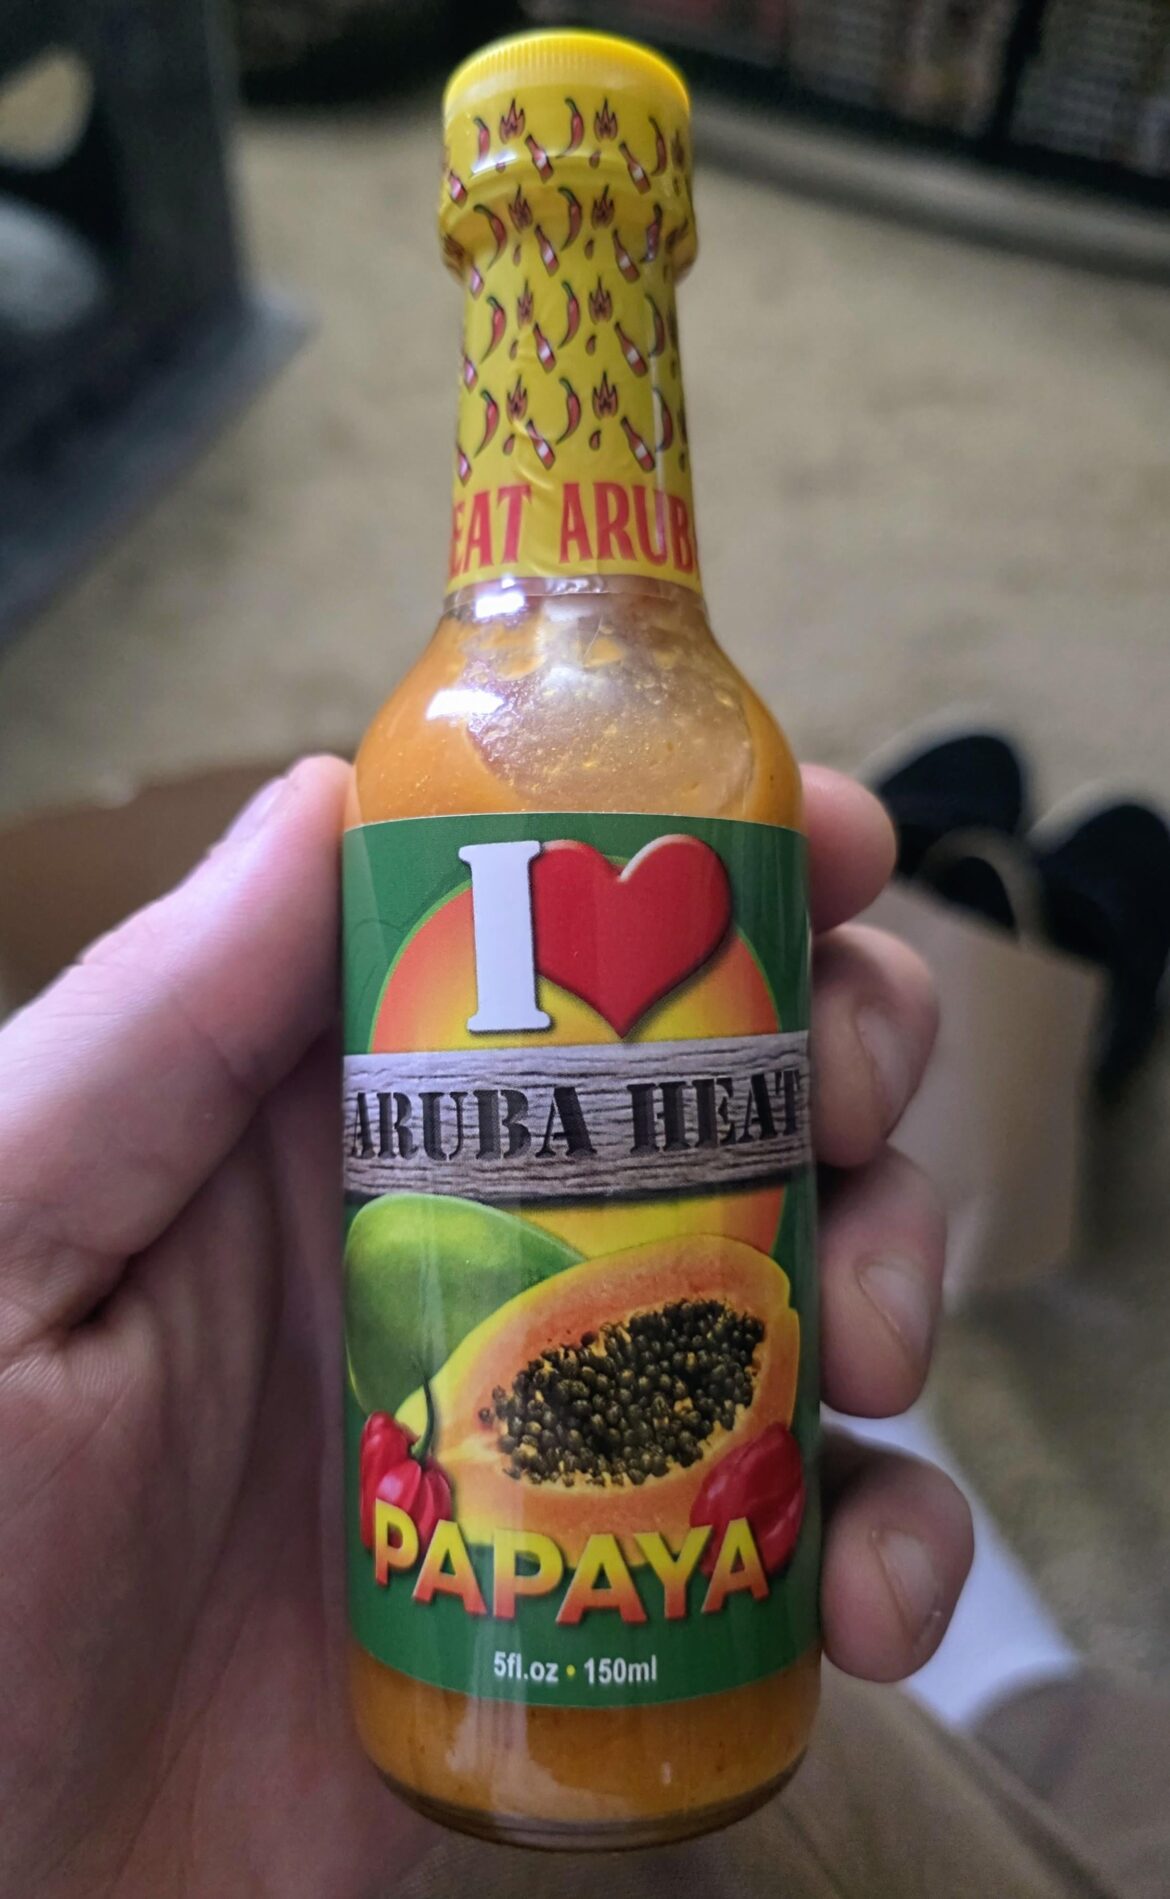 EAT ARUB
I
ARUBA HEAT
PAPAYA
5fl.oz • 150ml